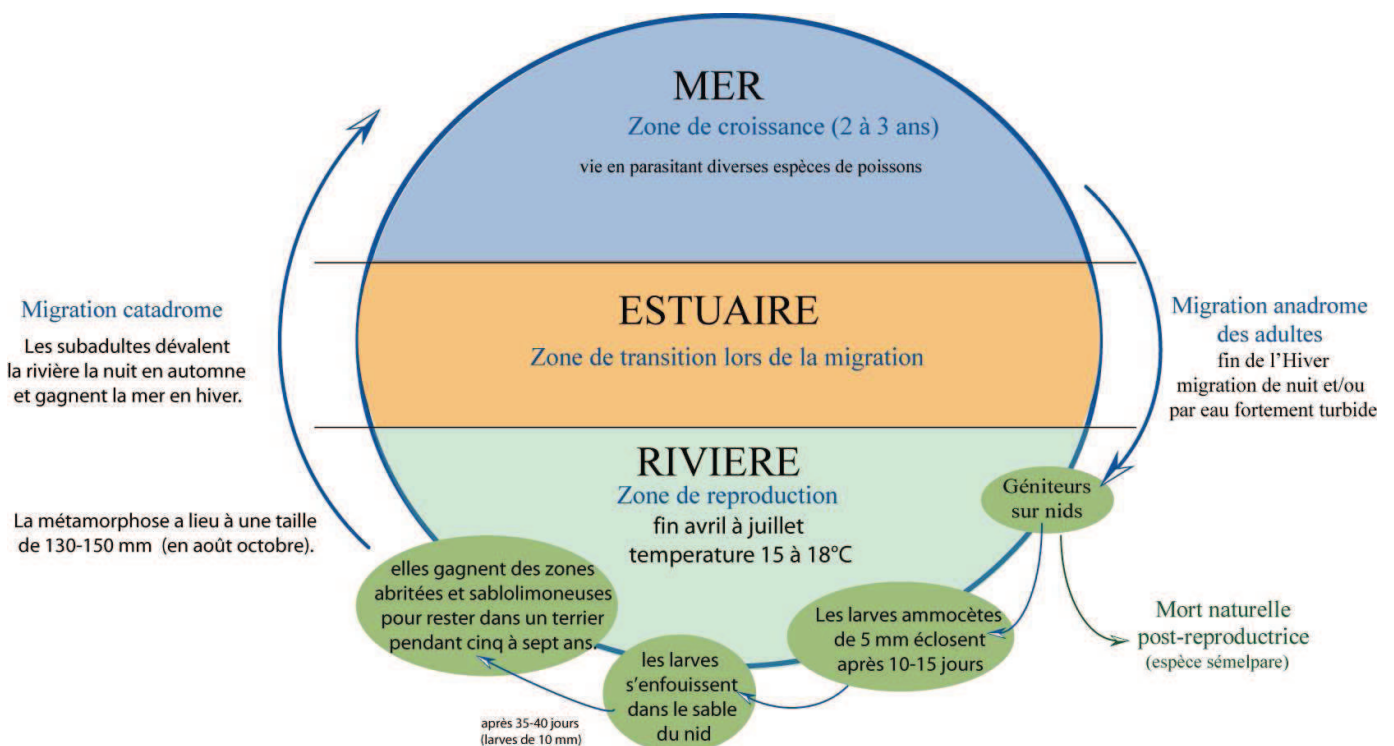 MER
Zone de croissance (2 à 3 ans)
vie en parasitant diverses espèces de poissons
ESTUAIRE
Zone de transition lors de la migration
RIVIERE
Zone de reproduction
fin avril à juillet
temperature 15 à 18°C
Migration anadrome
des adultes
fin de l'Hiver
migration de nuit et/ou
par eau fortement turbide
Géniteurs
sur nids
Mort naturelle
post-reproductrice
(espèce sémelpare)
Les larves ammocètes
de 5 mm éclosent
après 10-15 jours
les larves
s'enfouissent
dans le sable
du nid
après 35-40 jours
(larves de 10 mm)
elles gagnent des zones
abritées et sablolimoneuses
pour rester dans un terrier
pendant cinq à sept ans.
La métamorphose a lieu à une taille
de 130-150 mm (en août octobre).
Migration catadrome
Les subadultes dévalent
la rivière la nuit en automne
et gagnent la mer en hiver.